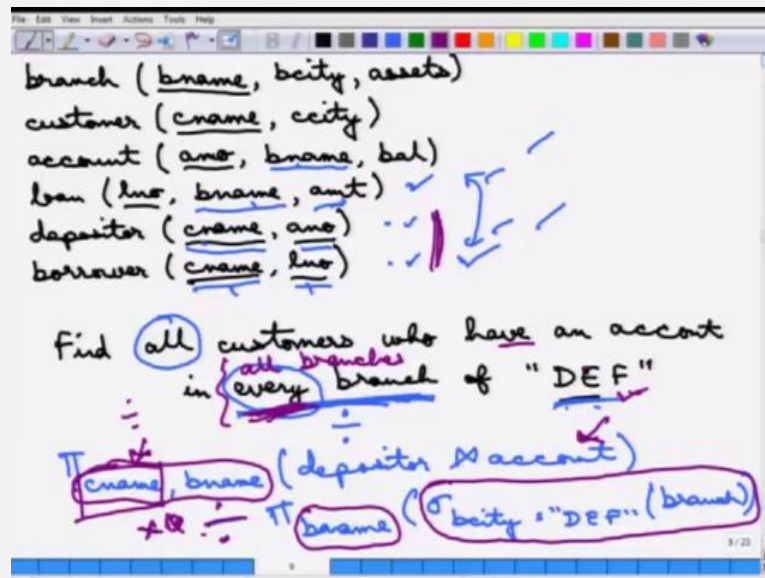 File Edit View Insert Actions Tools Help
branch (bname, bcity, assets)
customer (cname, ccity)
account (ano, bname, bal)
loan (lno, bname, amt)
depositor (cname, ano)
borrower (cname, lno)
Find all customers who have an accont
all branches
in every branch of "DEF"
÷ ÷
π cname, bname (depositor ⋈ account)
÷ π bname (σ bcity = "DEF" (branch))
9 / 23
9